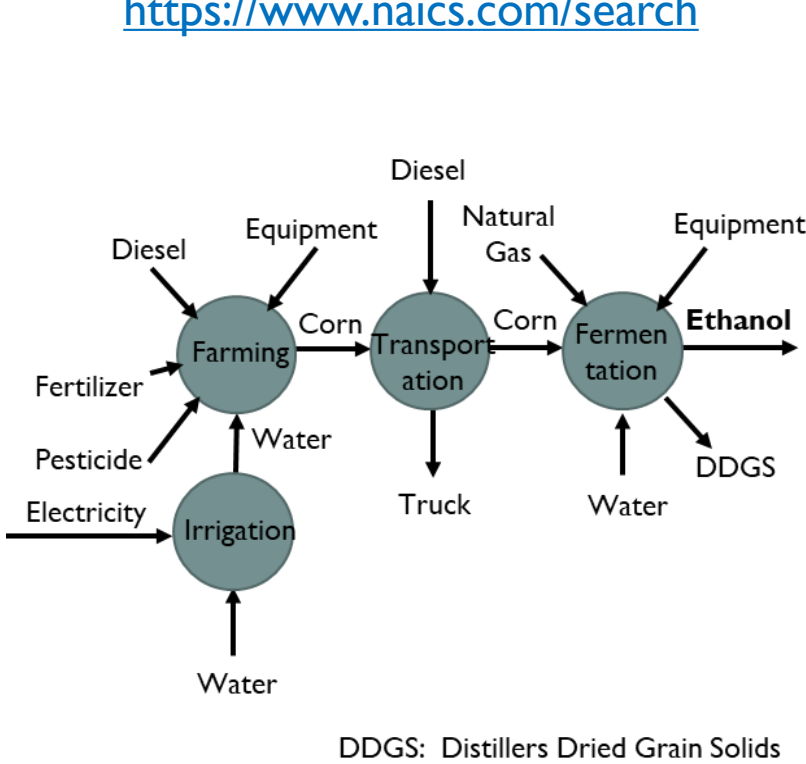 https://www.naics.com/search
Diesel
Natural
Gas
Equipment
Equipment
Diesel
Corn
Corn
Ethanol
Farming
Transport
ation
Fermen
tation
Fertilizer
Water
Pesticide
DDGS
Electricity
Truck
Water
Irrigation
Water
DDGS: Distillers Dried Grain Solids